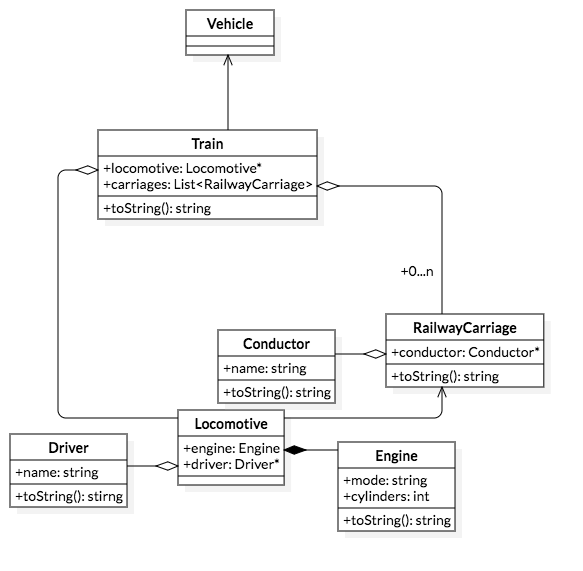 Vehicle
Train
+locomotive: Locomotive*
+carriages: List<RailwayCarriage>
+toString(): string
+0...n
RailwayCarriage
+conductor: Conductor*
+toString(): string
Conductor
+name: string
+toString(): string
Locomotive
+engine: Engine
+driver: Driver*
Driver
+name: string
+toString(): stirng
Engine
+mode: string
+cylinders: int
+toString(): string